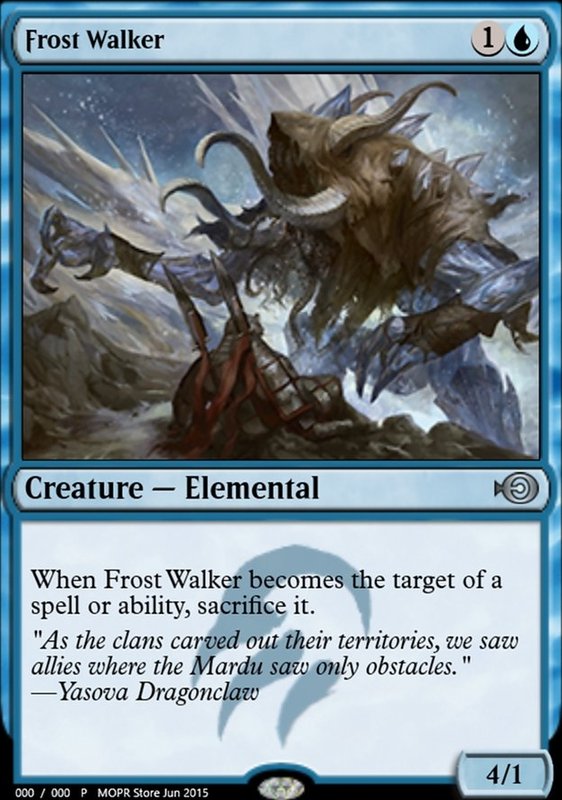 Frost Walker
1
Creature — Elemental
When Frost Walker becomes the target of a
spell or ability, sacrifice it.
"As the clans carved out their territories, we saw
allies where the Mardu saw only obstacles."
—Yasova Dragonclaw
4/1
000 / 000 P MOPR Store Jun 2015